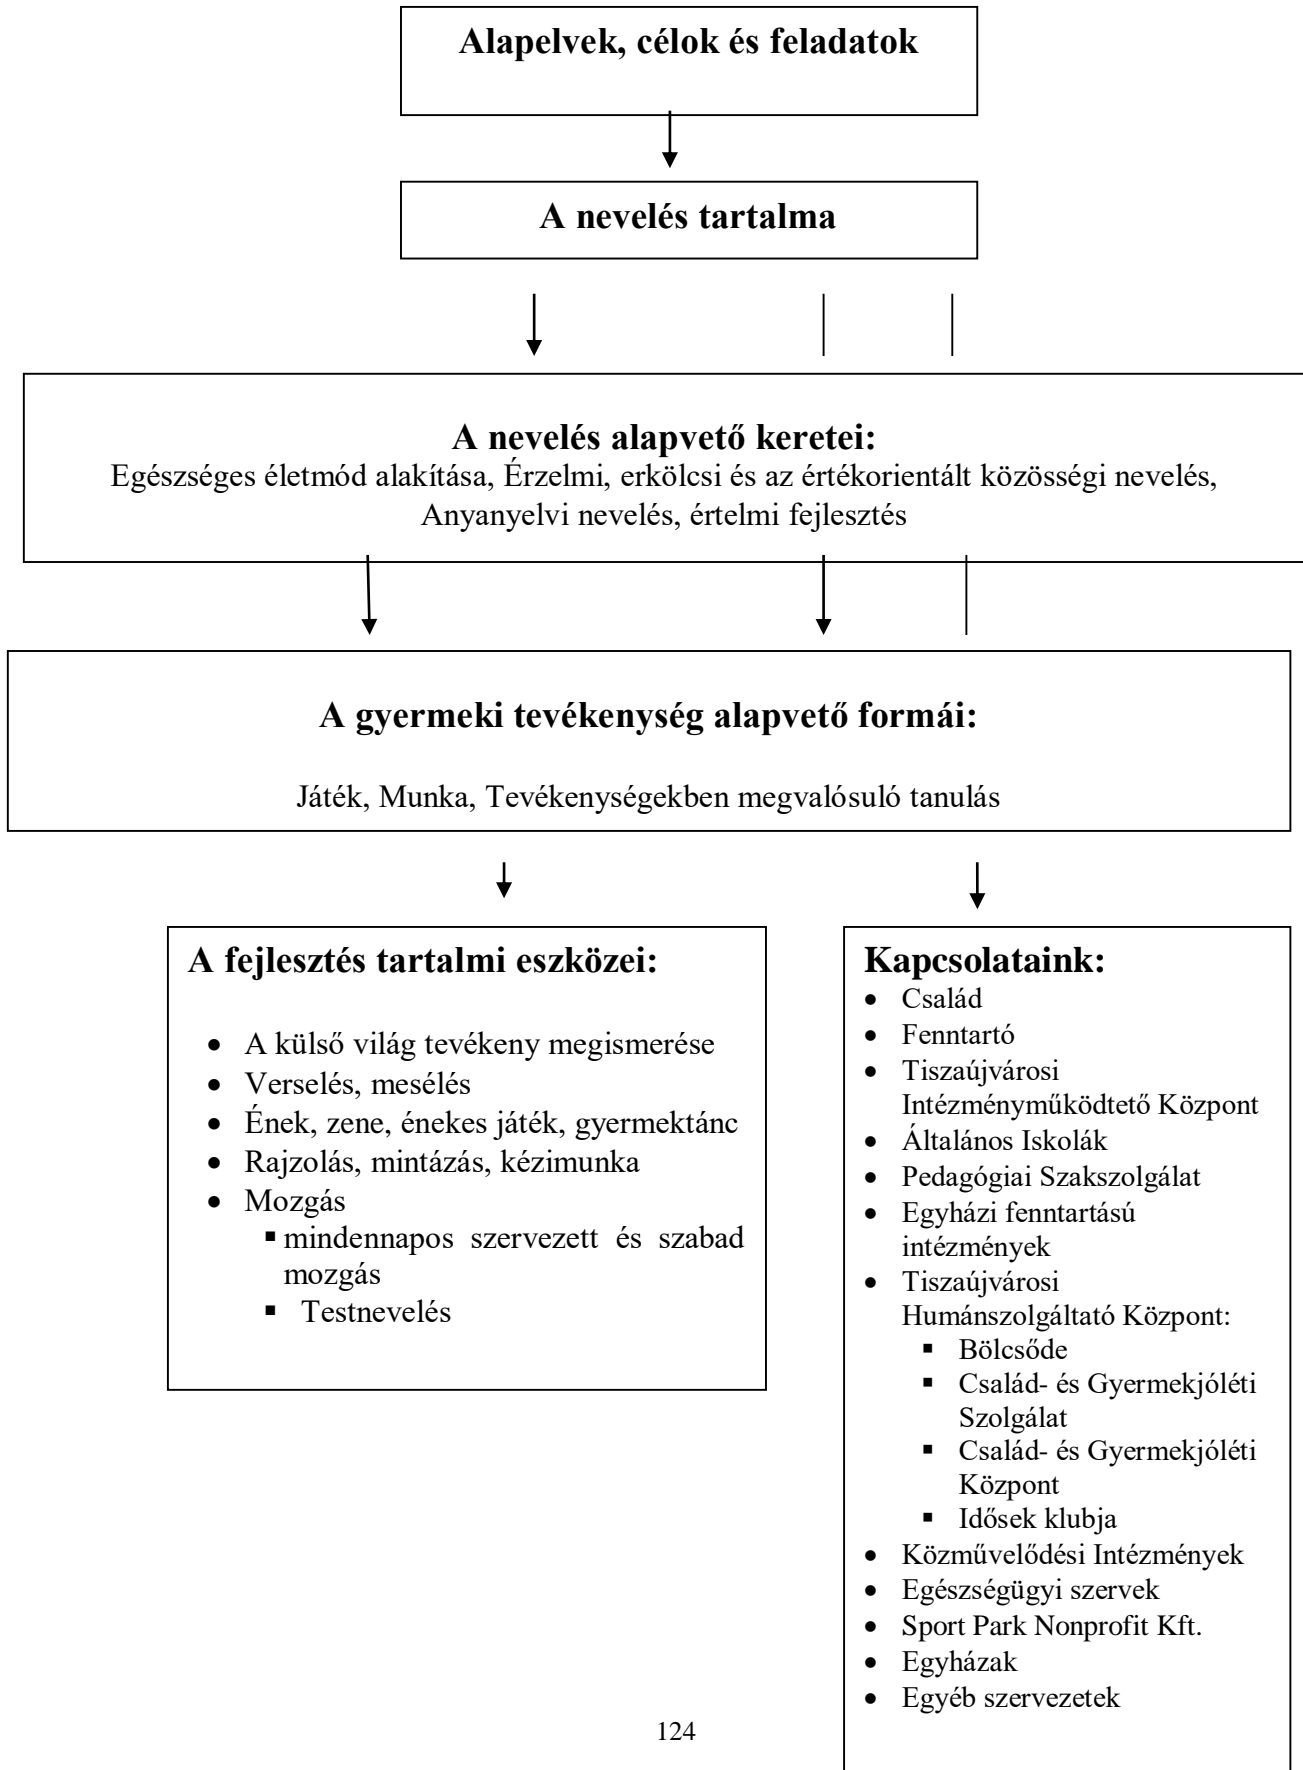 Alapelvek, célok és feladatok
A nevelés tartalma
A nevelés alapvető keretei:
Egészséges életmód alakítása, Érzelmi, erkölcsi és az értékorientált közösségi nevelés,
Anyanyelvi nevelés, értelmi fejlesztés
A gyermeki tevékenység alapvető formái:
Játék, Munka, Tevékenységekben megvalósuló tanulás
A fejlesztés tartalmi eszközei:
• A külső világ tevékeny megismerése
• Verselés, mesélés
• Ének, zene, énekes játék, gyermektánc
• Rajzolás, mintázás, kézimunka
• Mozgás
▪ mindennapos szervezett és szabad
mozgás
▪ Testnevelés
Kapcsolataink:
• Család
• Fenntartó
• Tiszaújvárosi
Intézményműködtető Központ
• Általános Iskolák
• Pedagógiai Szakszolgálat
• Egyházi fenntartású
intézmények
• Tiszaújvárosi
Humánszolgáltató Központ:
▪ Bölcsőde
▪ Család- és Gyermekjóléti
Szolgálat
▪ Család- és Gyermekjóléti
Központ
▪ Idősek klubja
• Közművelődési Intézmények
• Egészségügyi szervek
• Sport Park Nonprofit Kft.
• Egyházak
• Egyéb szervezetek
124